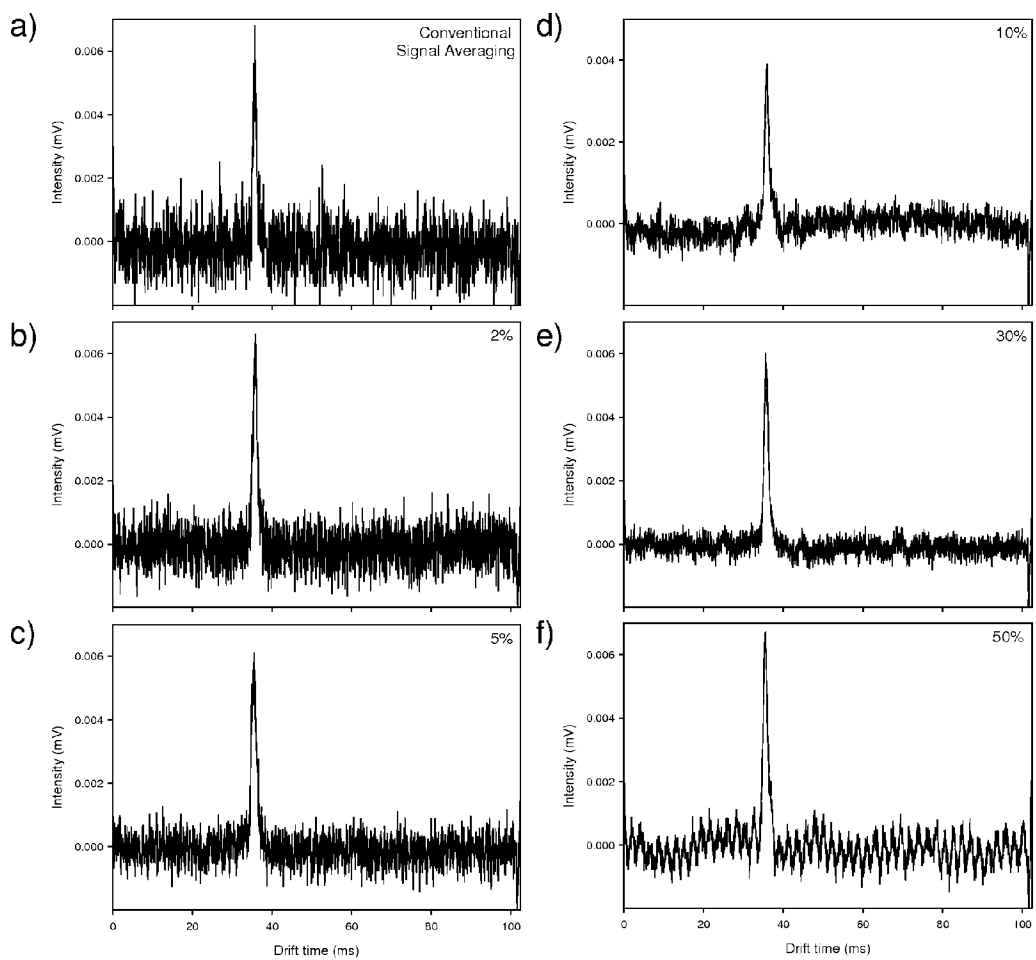 a)
Conventional
Signal Averaging
0.006
0.004
0.002
0.000
Intensity (mV)
b)
2%
0.006
0.004
0.002
0.000
Intensity (mV)
c)
5%
0.006
0.004
0.002
0.000
Intensity (mV)
0 20 40 60 80 100
Drift time (ms)
d)
10%
0.004
0.002
0.000
Intensity (mV)
e)
30%
0.006
0.004
0.002
0.000
Intensity (mV)
f)
50%
0.006
0.004
0.002
0.000
Intensity (mV)
0 20 40 60 80 100
Drift time (ms)